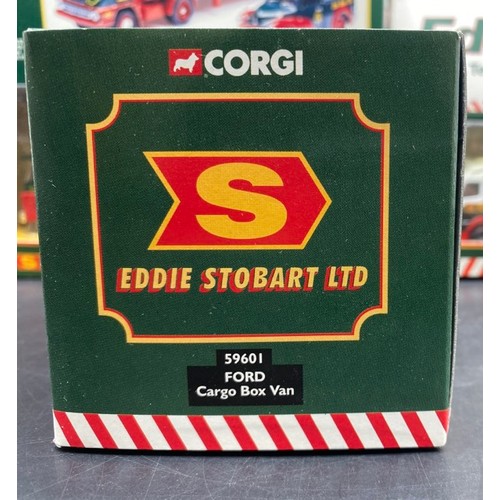 CORGI
S
EDDIE STOBART LTD
59601
FORD
Cargo Box Van